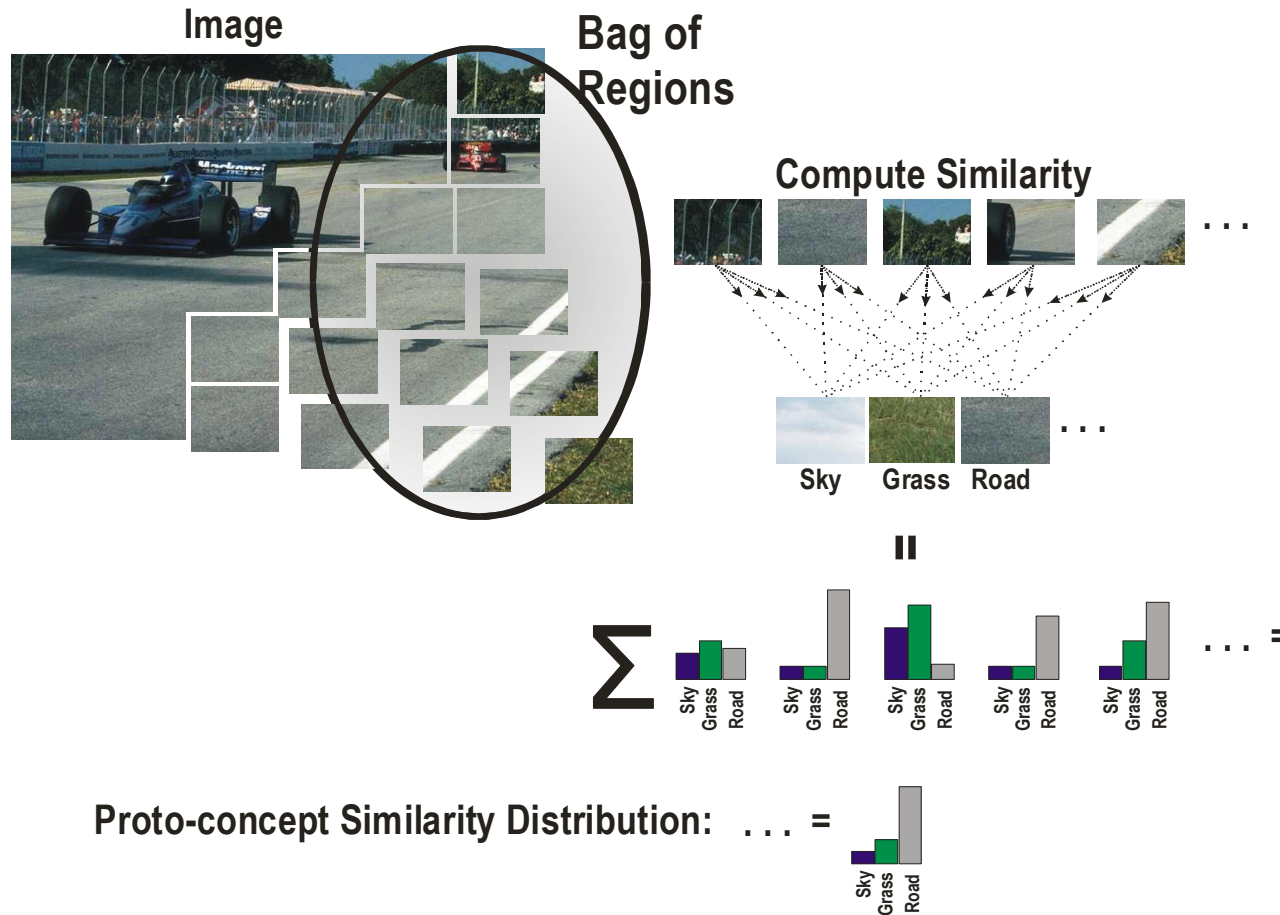 Image
Bag of
Regions
Mackenzi
Compute Similarity
. . .
Sky Grass Road . . .
=
Σ
. . . =
Sky Grass Road
Sky Grass Road
Sky Grass Road
Sky Grass Road
Sky Grass Road
Proto-concept Similarity Distribution: . . . =
Sky Grass Road